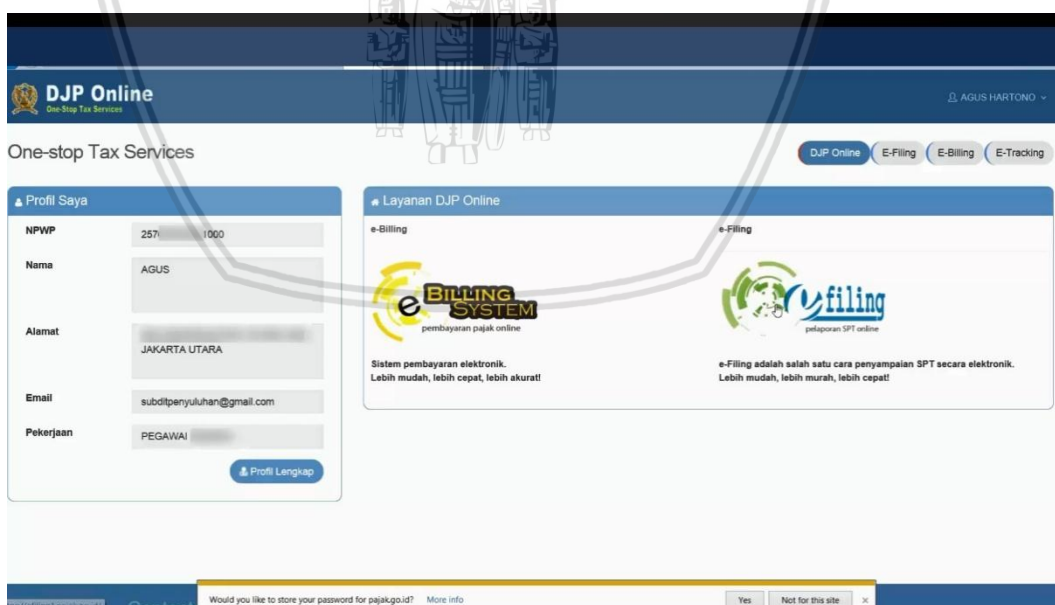 DJP Online
One-Stop Tax Services
AGUS HARTONO
One-stop Tax Services
DJP Online
E-Filing
E-Billing
E-Tracking
Profil Saya
NPWP
257
1000
Nama
AGUS
Alamat
JAKARTA UTARA
Email
subditpenyuluhan@gmail.com
Pekerjaan
PEGAWAI
Profil Lengkap
Layanan DJP Online
e-Billing
e BILLING
SYSTEM
pembayaran pajak online
Sistem pembayaran elektronik.
Lebih mudah, lebih cepat, lebih akurat!
e-Filing
e-filing
pelaporan SPT online
e-Filing adalah salah satu cara penyampaian SPT secara elektronik.
Lebih mudah, lebih murah, lebih cepat!
Would you like to store your password for pajak.go.id? More info
Yes
Not for this site
×